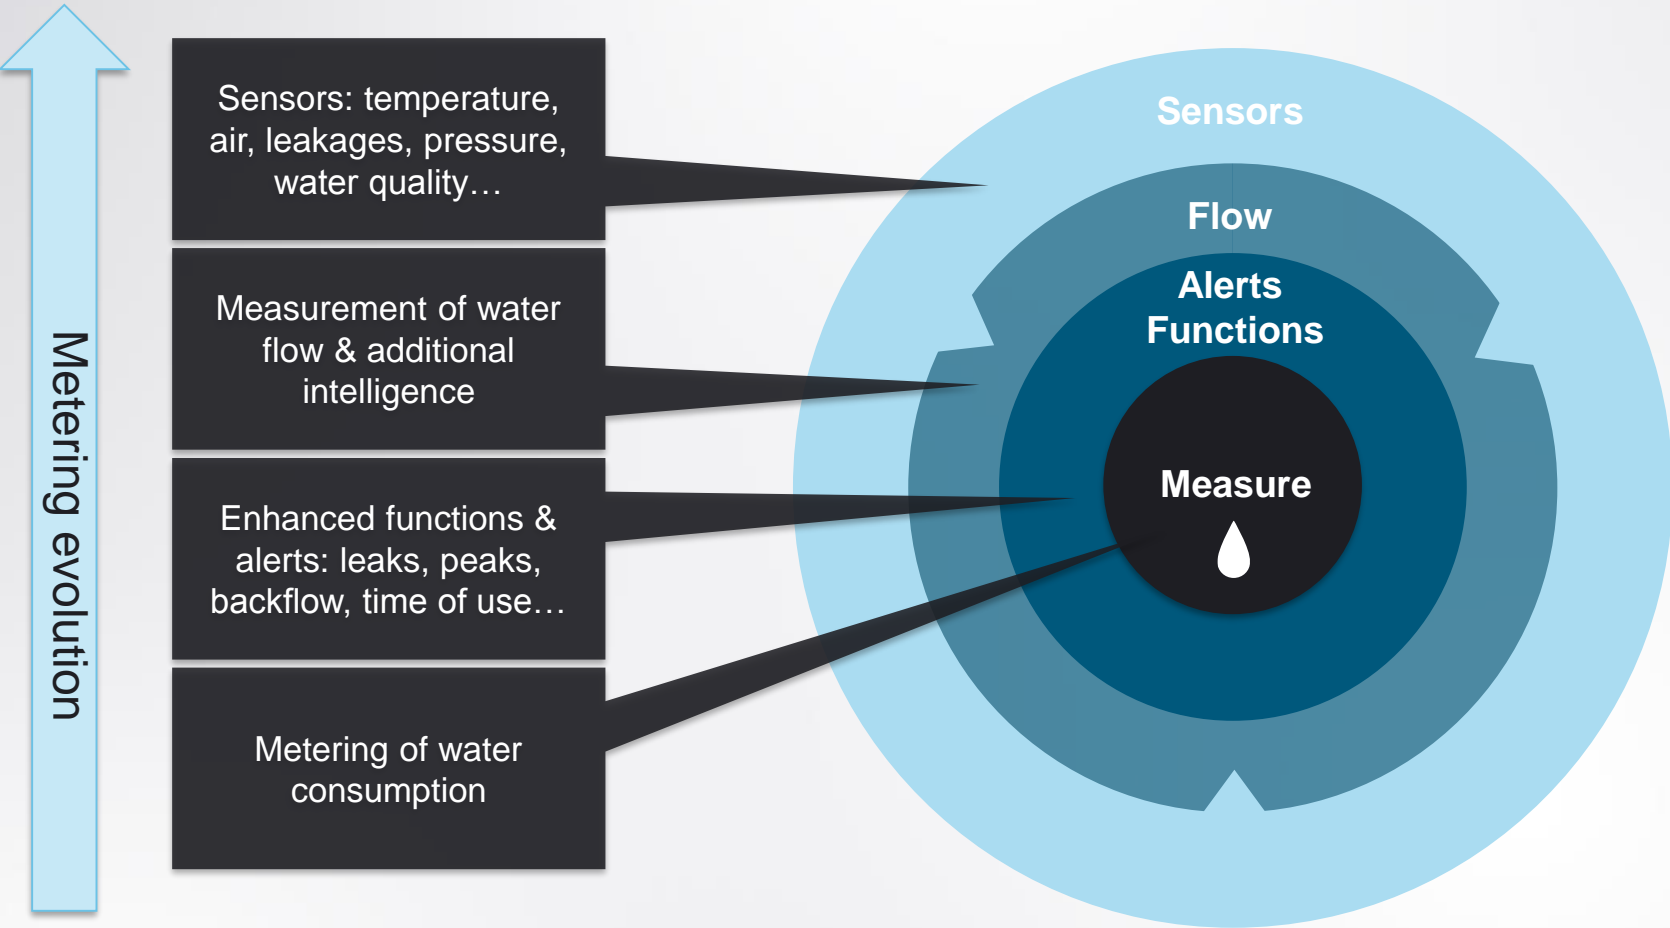 Metering evolution
Sensors: temperature,
air, leakages, pressure,
water quality…
Measurement of water
flow & additional
intelligence
Enhanced functions &
alerts: leaks, peaks,
backflow, time of use…
Metering of water
consumption
Sensors
Flow
Alerts
Functions
Measure